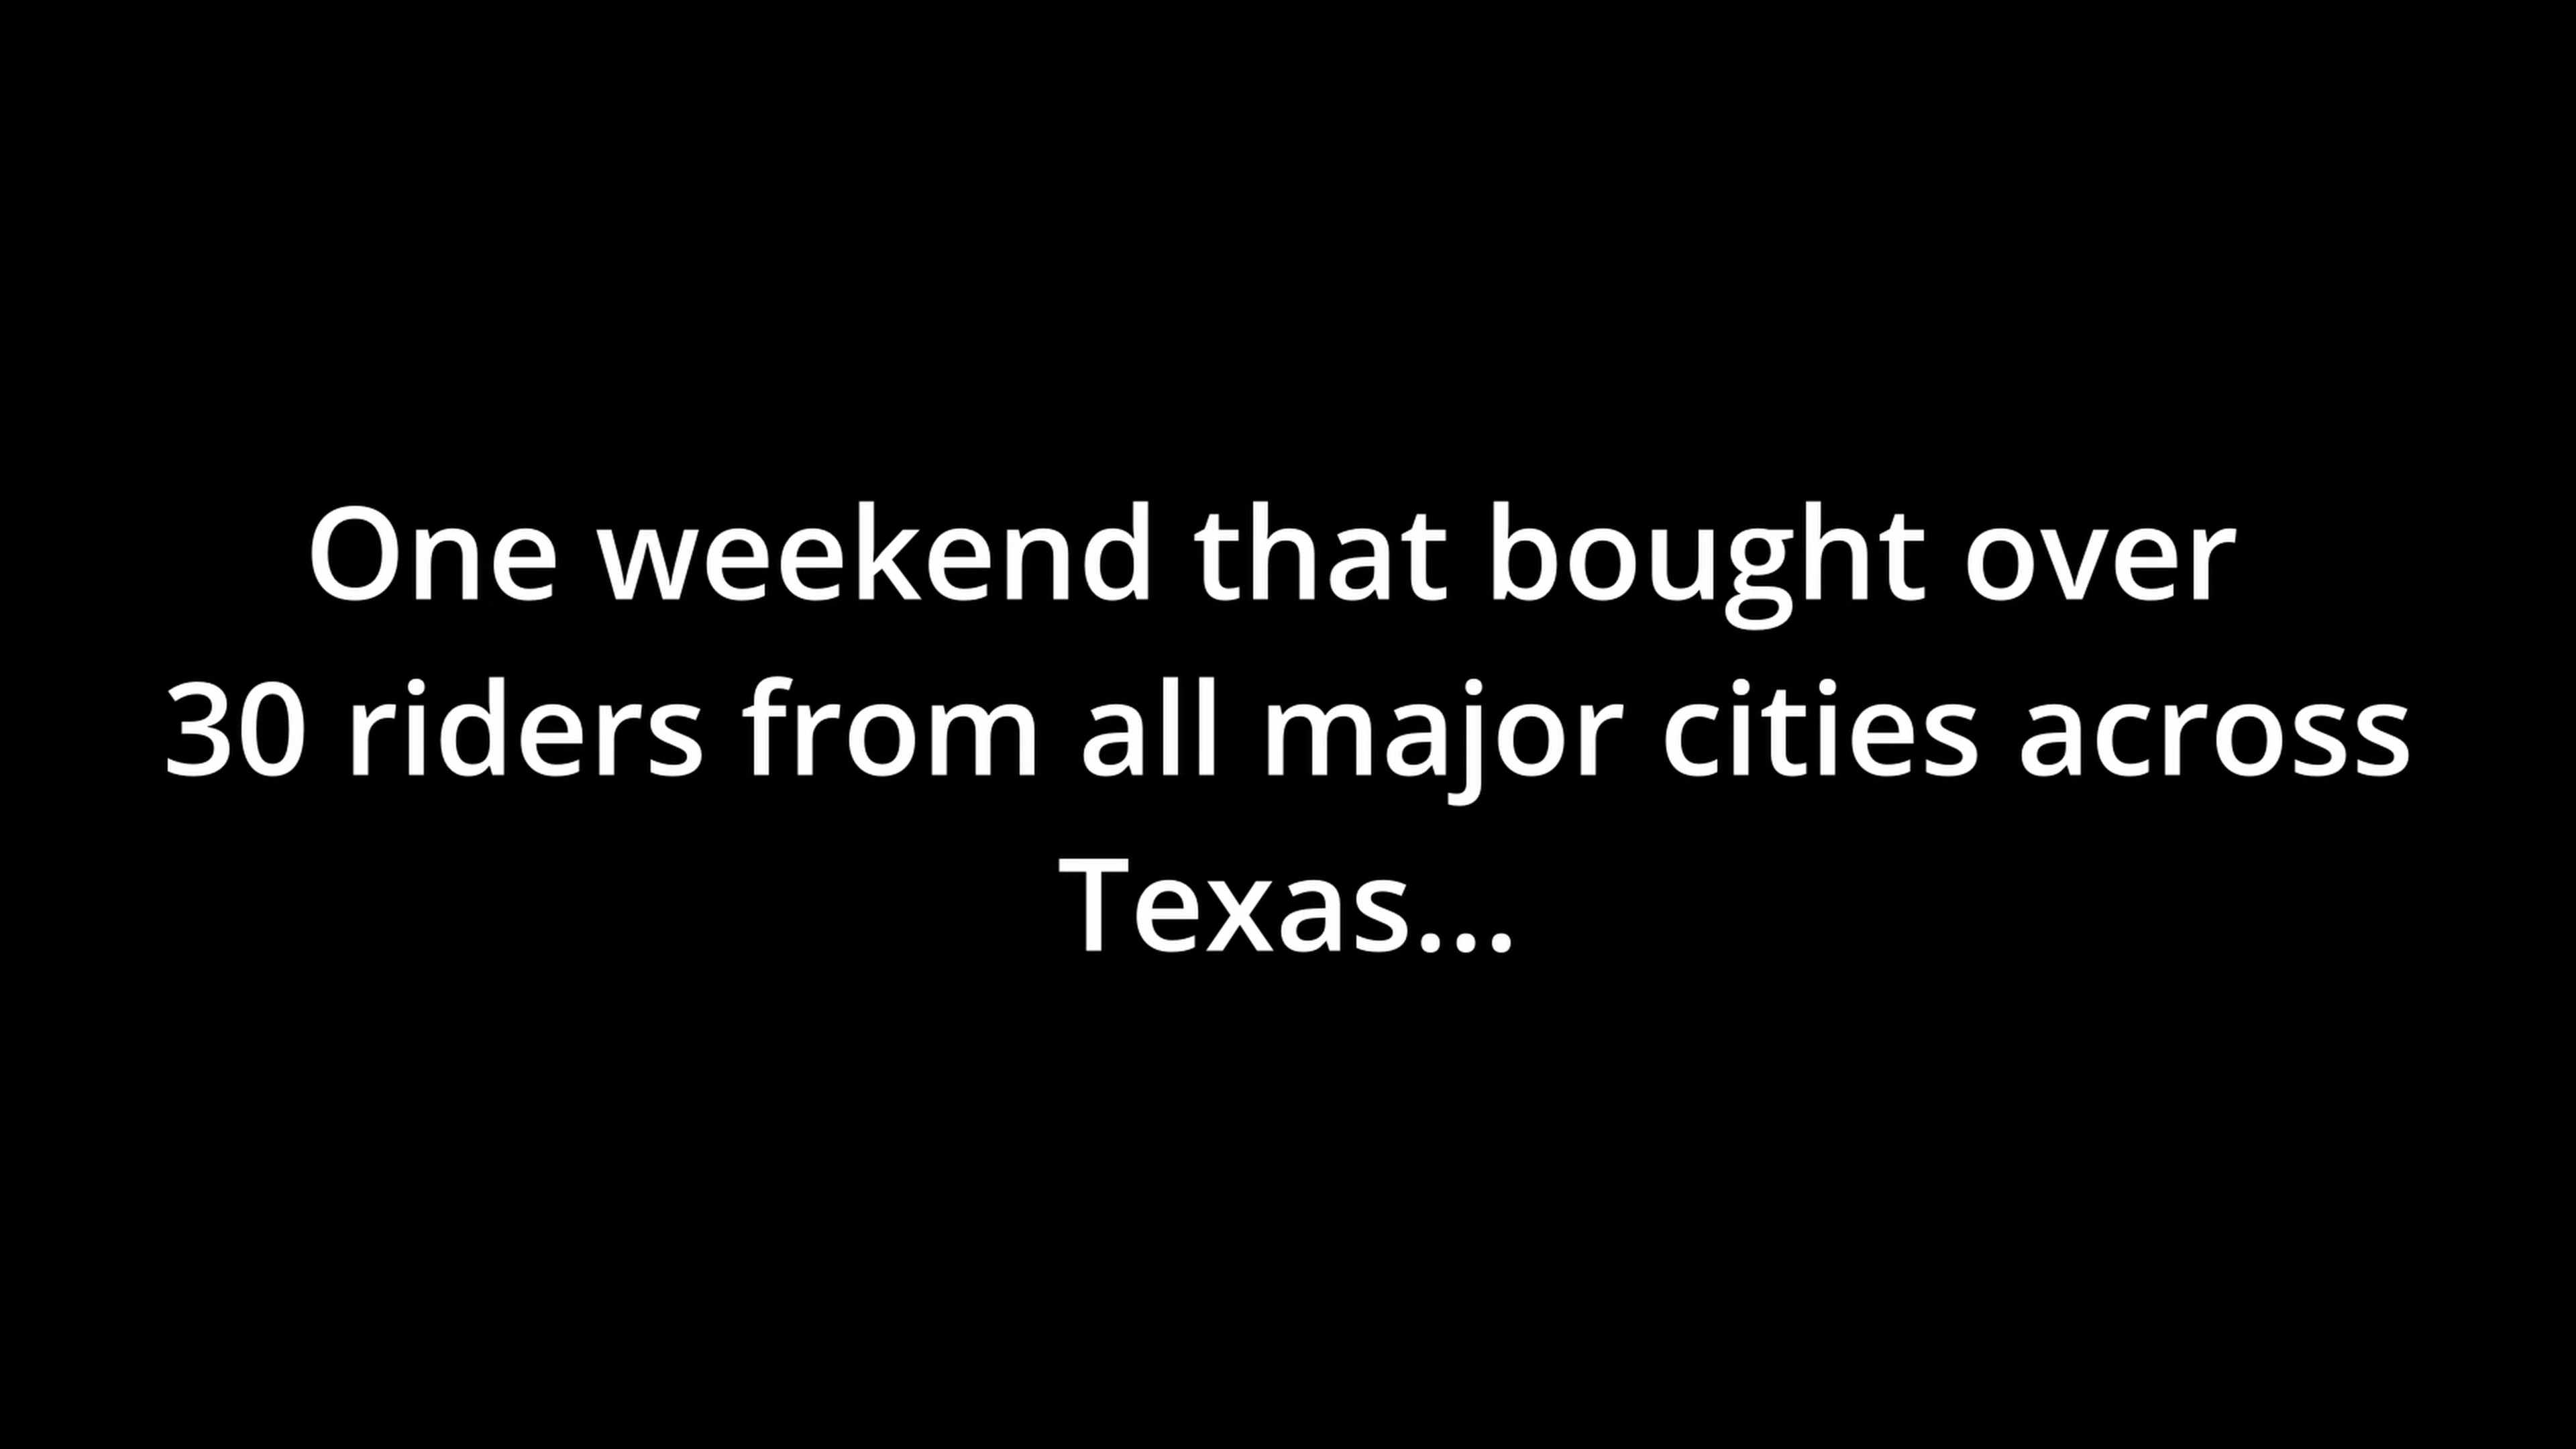 One weekend that bought over
30 riders from all major cities across
Texas...